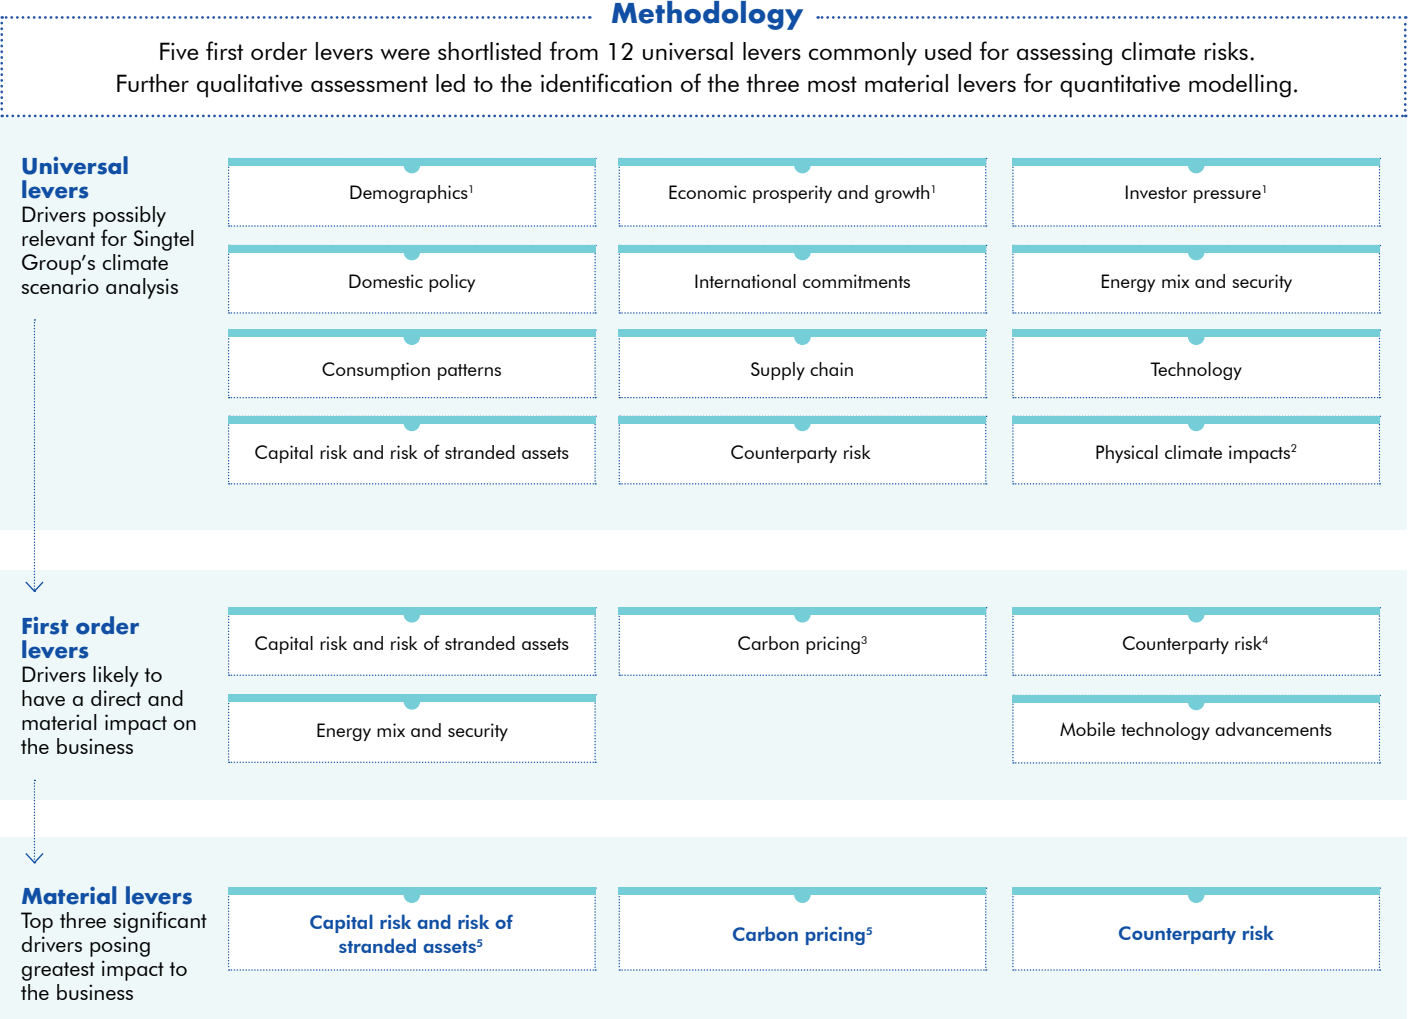 Methodology
Five first order levers were shortlisted from 12 universal levers commonly used for assessing climate risks.
Further qualitative assessment led to the identification of the three most material levers for quantitative modelling.
Universal
levers
Drivers possibly
relevant for Singtel
Group’s climate
scenario analysis
Demographics¹
Economic prosperity and growth¹
Investor pressure¹
Domestic policy
International commitments
Energy mix and security
Consumption patterns
Supply chain
Technology
Capital risk and risk of stranded assets
Counterparty risk
Physical climate impacts²
First order
levers
Drivers likely to
have a direct and
material impact on
the business
Capital risk and risk of stranded assets
Carbon pricing³
Counterparty risk⁴
Energy mix and security
Mobile technology advancements
Material levers
Top three significant
drivers posing
greatest impact to
the business
Capital risk and risk of
stranded assets⁵
Carbon pricing⁵
Counterparty risk